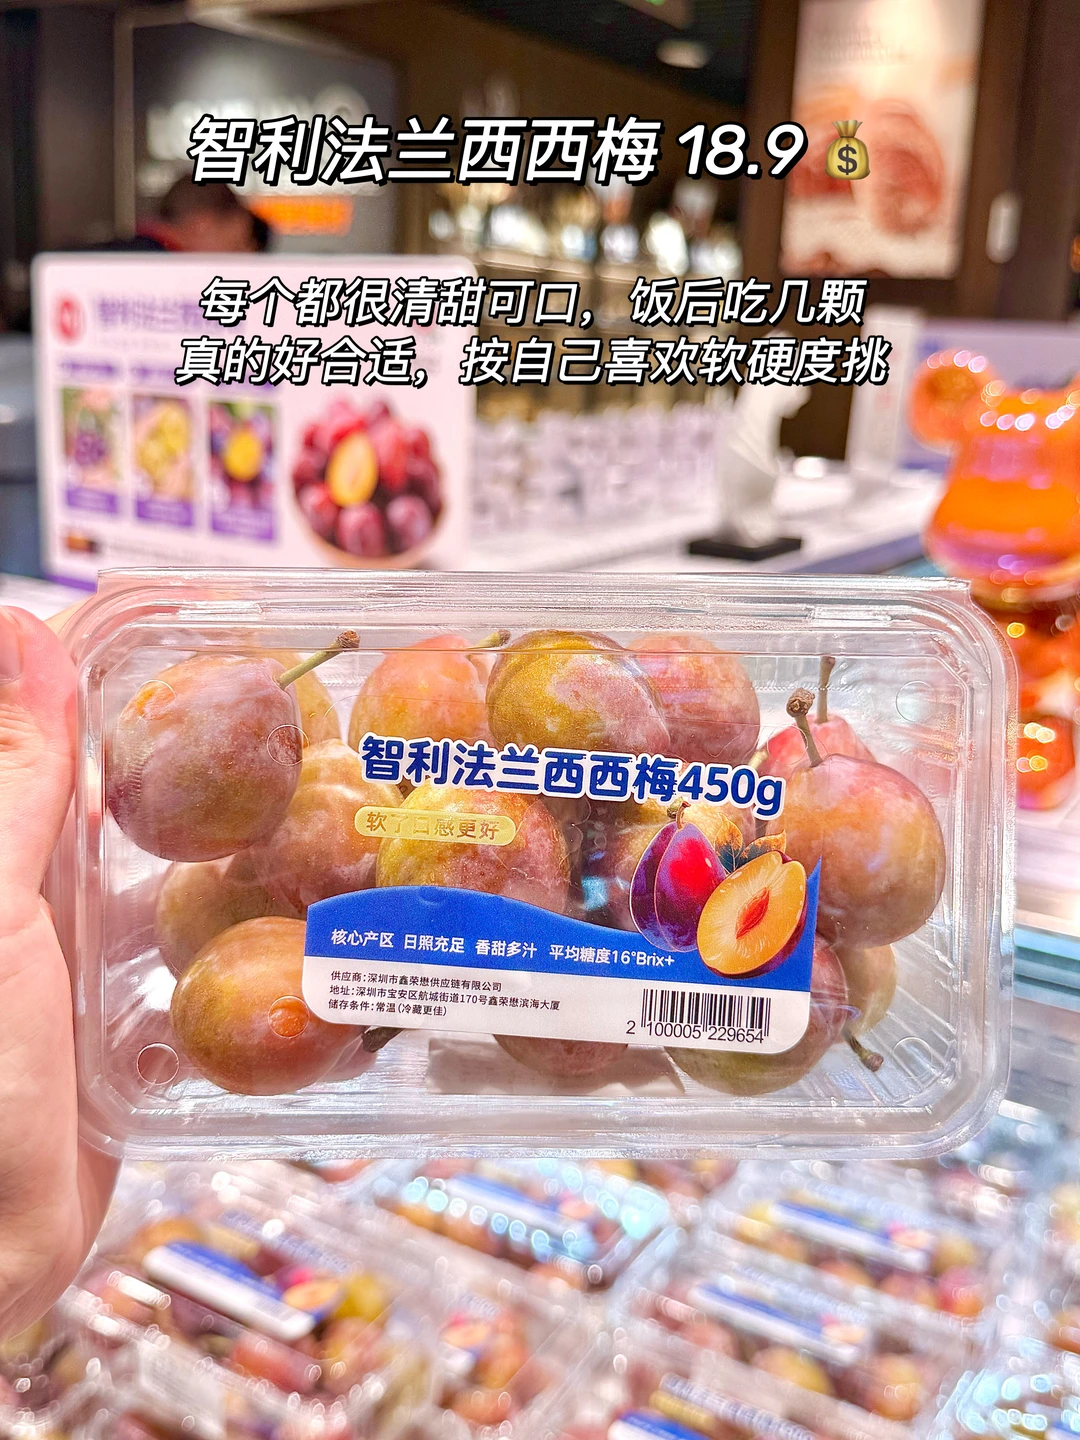 智利法兰西西梅 18.9💰
每个都很清甜可口，饭后吃几颗
真的好合适，按自己喜欢软硬度挑
智利法兰西西梅450g
软了口感更好
核心产区 日照充足 香甜多汁 平均糖度16°Brix+
供应商：深圳市鑫荣懋供应链有限公司
地址：深圳市宝安区航城街道170号鑫荣懋滨海大厦
储存条件：常温（冷藏更佳）
2 100005 229654